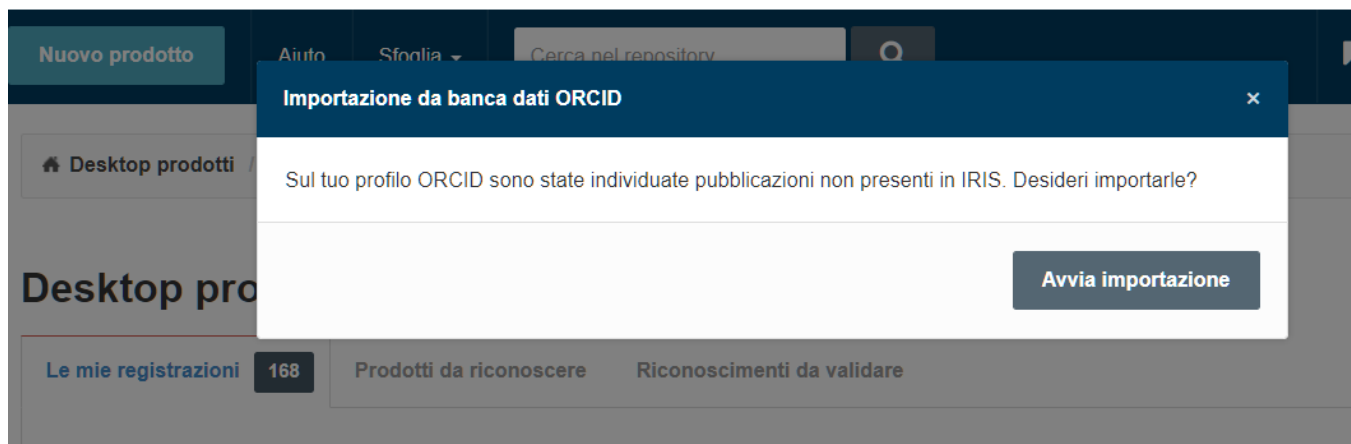 Nuovo prodotto Aiuto Sfoglia Cerca nel repository
Importazione da banca dati ORCID ×
Desktop prodotti /
Sul tuo profilo ORCID sono state individuate pubblicazioni non presenti in IRIS. Desideri importarle?
Avvia importazione
Desktop pro
Le mie registrazioni 168 Prodotti da riconoscere Riconoscimenti da validare